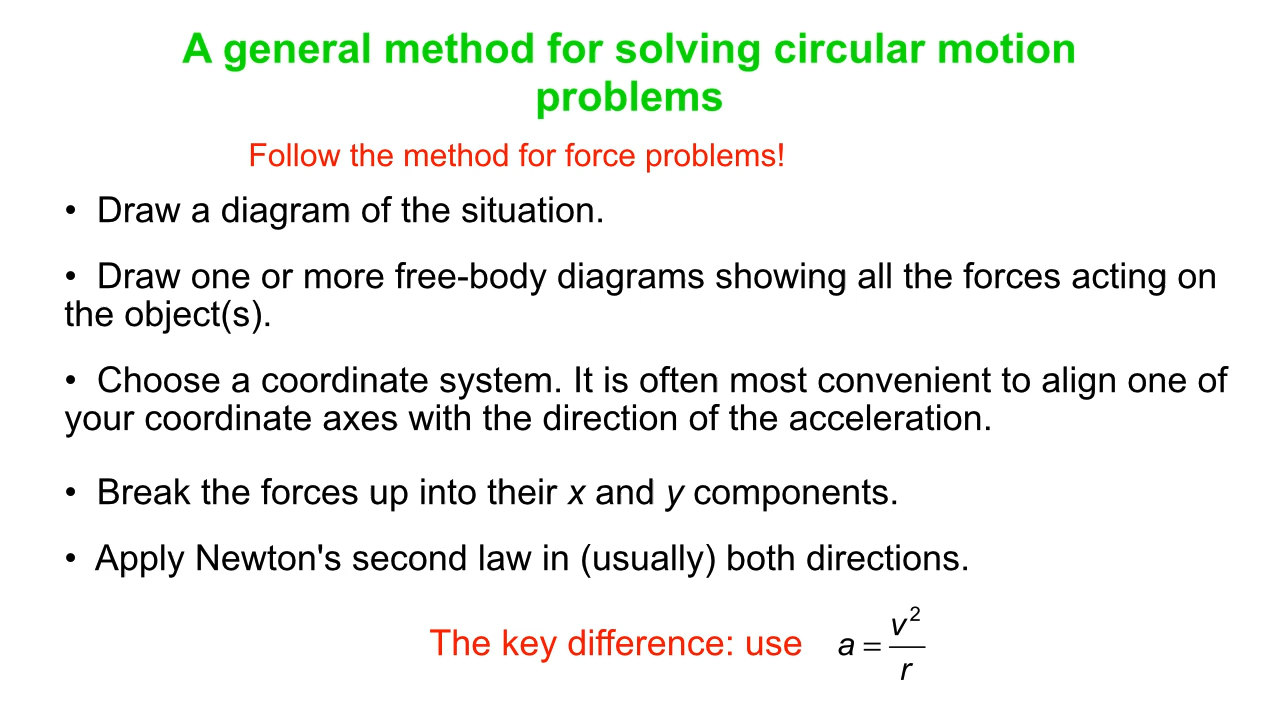 A general method for solving circular motion
problems
Follow the method for force problems!
• Draw a diagram of the situation.
• Draw one or more free-body diagrams showing all the forces acting on
the object(s).
• Choose a coordinate system. It is often most convenient to align one of
your coordinate axes with the direction of the acceleration.
• Break the forces up into their x and y components.
• Apply Newton's second law in (usually) both directions.
The key difference: use a = v²/r